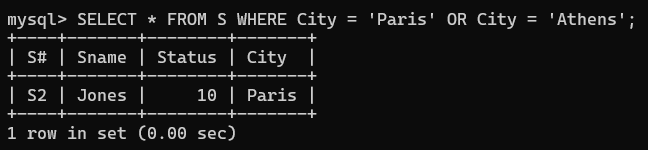 mysql> SELECT * FROM S WHERE City = 'Paris' OR City = 'Athens';
+----+-------+--------+-------+
| S# | Sname | Status | City  |
+----+-------+--------+-------+
| S2 | Jones |     10 | Paris |
+----+-------+--------+-------+
1 row in set (0.00 sec)